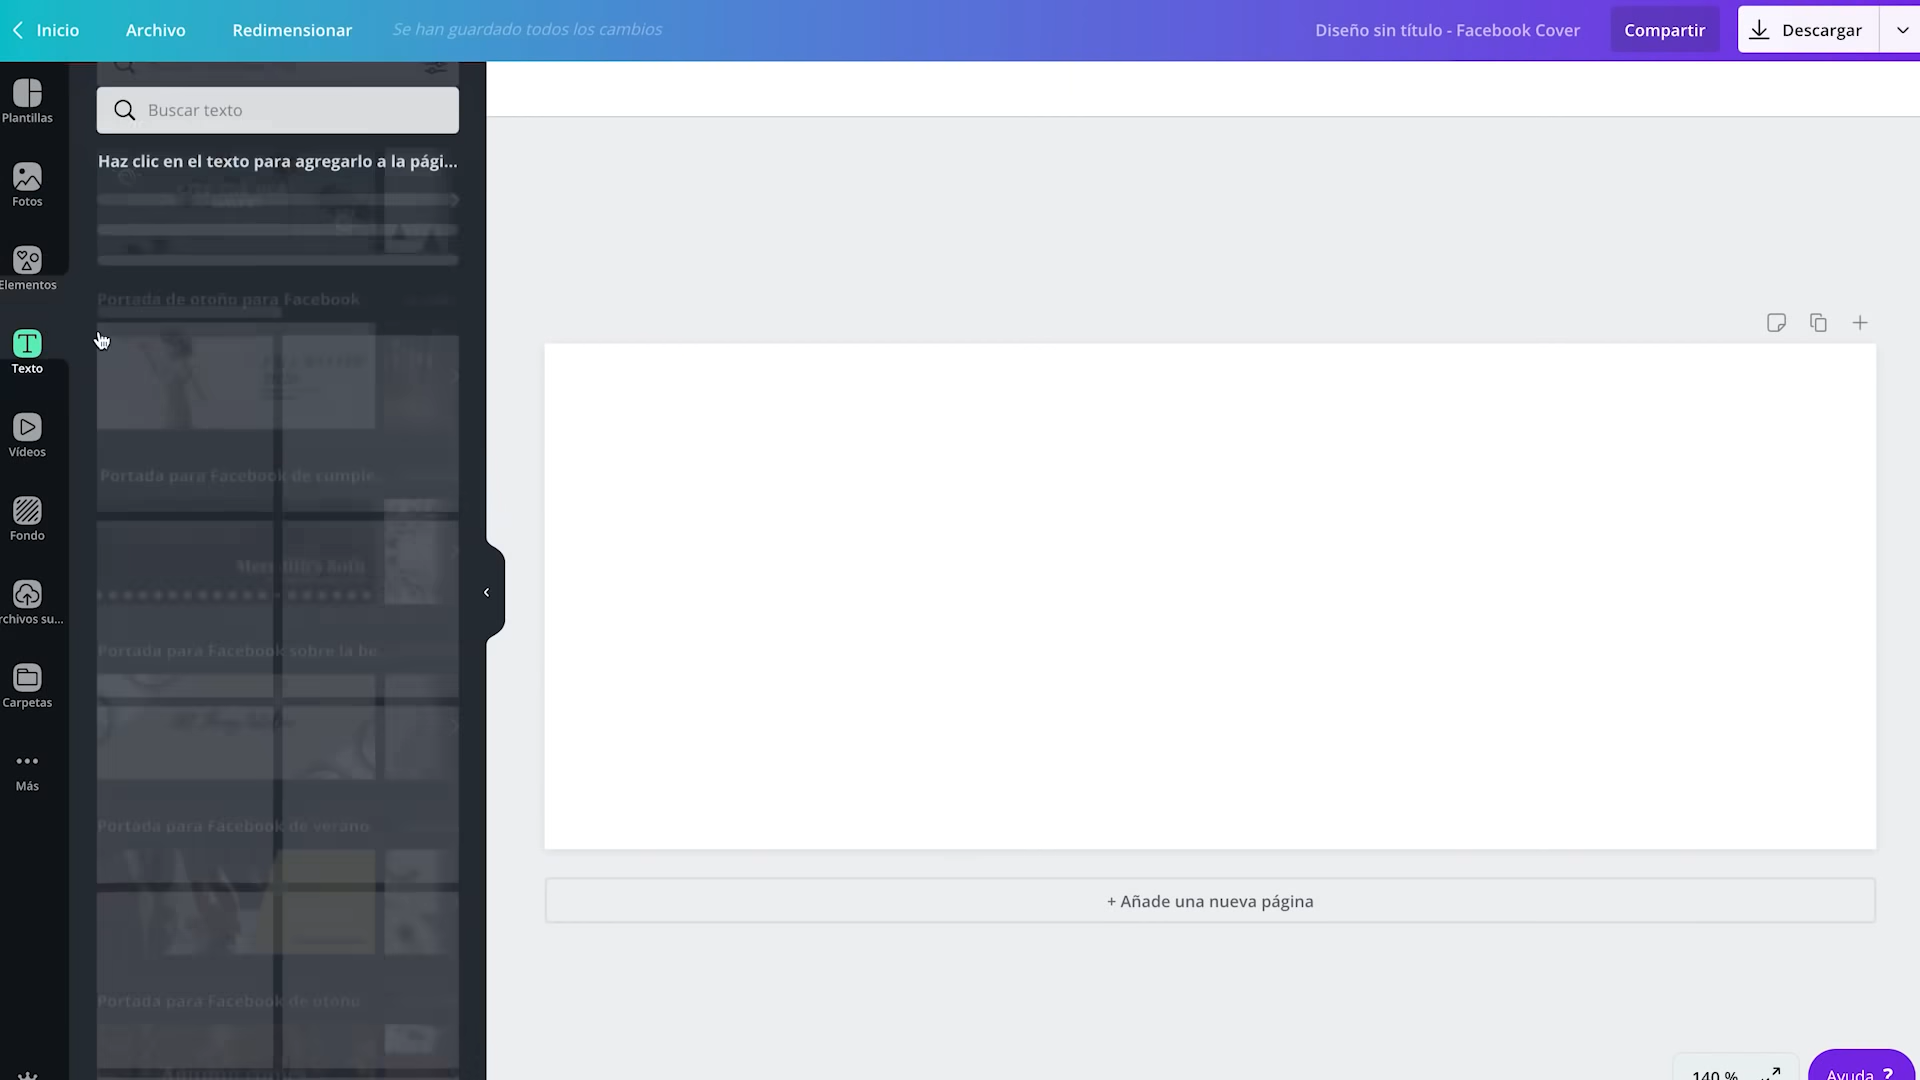 Inicio
Archivo
Redimensionar
Se han guardado todos los cambios
Diseño sin título - Facebook Cover
Compartir
Descargar
Plantillas
Fotos
Elementos
Texto
Vídeos
Fondo
rchivos su...
Carpetas
Más
Buscar texto
Haz clic en el texto para agregarlo a la pági...
Portada de otoño para Facebook
Portada para Facebook de cumple
Portada para Facebook sobre la be
Portada para Facebook de verano
Portada para Facebook de otoño
+ Añade una nueva página
140 %
Ayuda ?